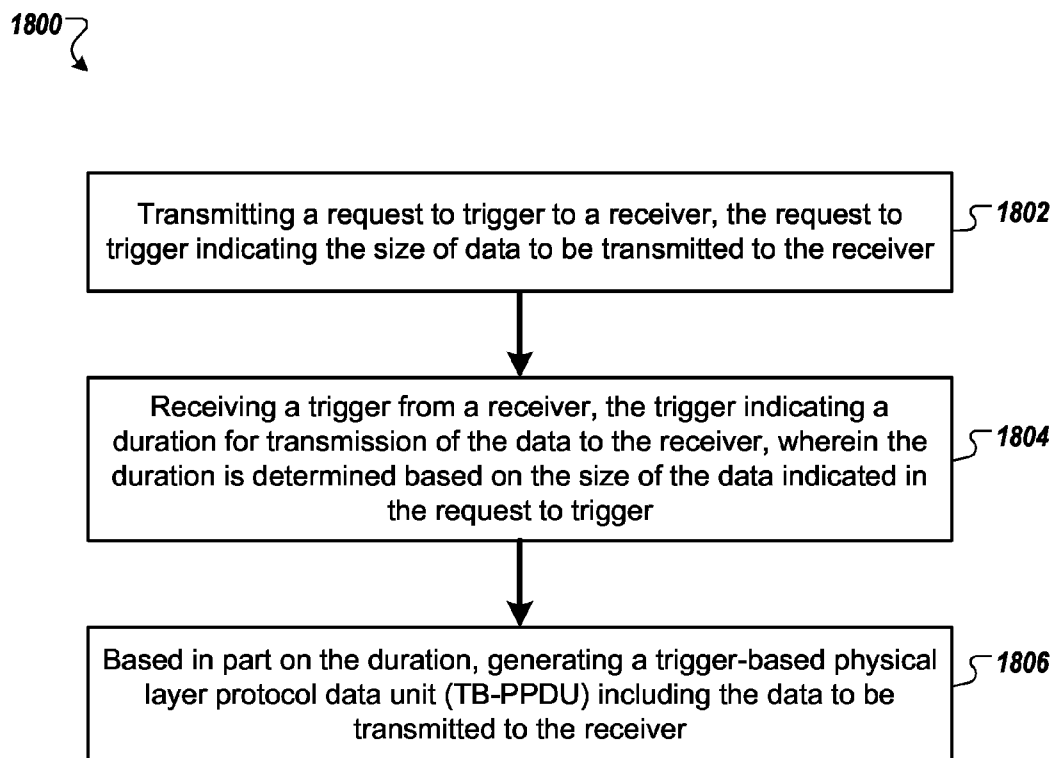 1800
Transmitting a request to trigger to a receiver, the request to
trigger indicating the size of data to be transmitted to the receiver
1802
Receiving a trigger from a receiver, the trigger indicating a
duration for transmission of the data to the receiver, wherein the
duration is determined based on the size of the data indicated in
the request to trigger
1804
Based in part on the duration, generating a trigger-based physical
layer protocol data unit (TB-PPDU) including the data to be
transmitted to the receiver
1806